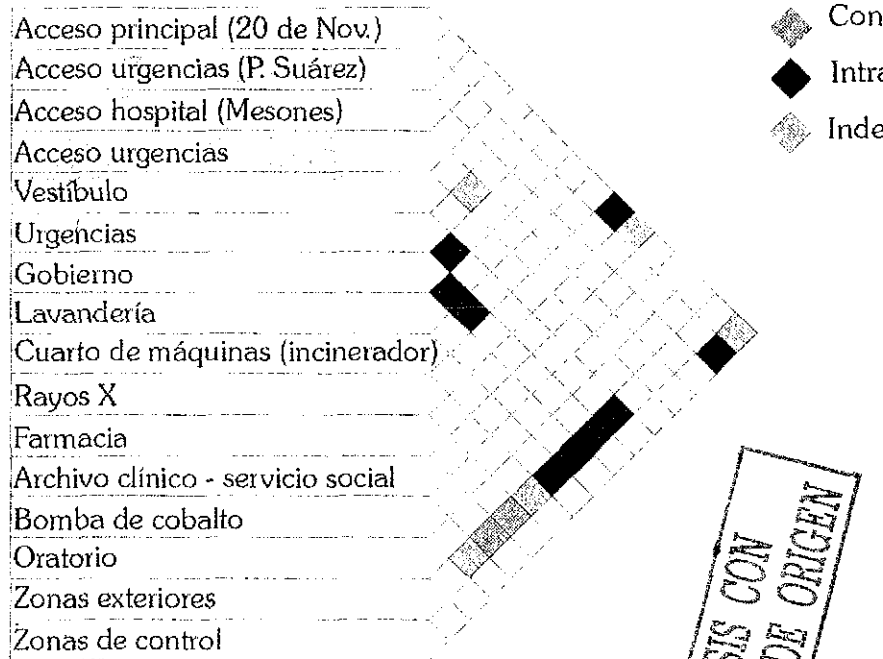 Acceso principal (20 de Nov.)
Acceso urgencias (P. Suárez)
Acceso hospital (Mesones)
Acceso urgencias
Vestíbulo
Urgencias
Gobierno
Lavandería
Cuarto de máquinas (incinerador)
Rayos X
Farmacia
Archivo clínico - servicio social
Bomba de cobalto
Oratorio
Zonas exteriores
Zonas de control
Con
Intra
Inde
SIS CON
DE ORIGEN